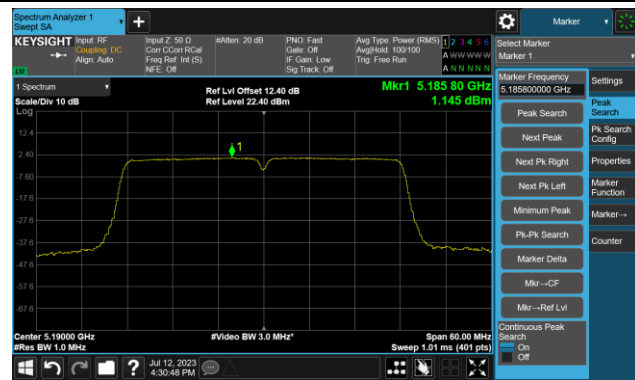 Spectrum Analyzer 1
Swept SA
+
Marker
KEYSIGHT
Input: RF
Coupling: DC
Align: Auto
Input Z: 50 Ω
Corr CCorr RCal
Freq Ref: Int (S)
NFE: Off
#Atten: 20 dB
PNO: Fast
Gate: Off
IF Gain: Low
Sig Track: Off
Avg Type: Power (RMS)
Avg|Hold: 100/100
Trig: Free Run
1 2 3 4 5 6
A W W W W W
A N N N N N
Select Marker
Marker 1
1 Spectrum
Scale/Div 10 dB
Log
Ref Lvl Offset 12.40 dB
Ref Level 22.40 dBm
Mkr1 5.185 80 GHz
1.145 dBm
Marker Frequency
5.185800000 GHz
Peak Search
Next Peak
Next Pk Right
Next Pk Left
Minimum Peak
Pk-Pk Search
Marker Delta
Mkr→CF
Mkr→Ref Lvl
Continuous Peak
Search
On
Off
Settings
Peak
Search
Pk Search
Config
Properties
Marker
Function
Marker→
Counter
12.4
2.40
-7.60
-17.6
-27.6
-37.6
-47.6
-57.6
-67.6
1
Center 5.19000 GHz
#Res BW 1.0 MHz
#Video BW 3.0 MHz*
Span 60.00 MHz
Sweep 1.01 ms (401 pts)
?
Jul 12, 2023
4:30:48 PM